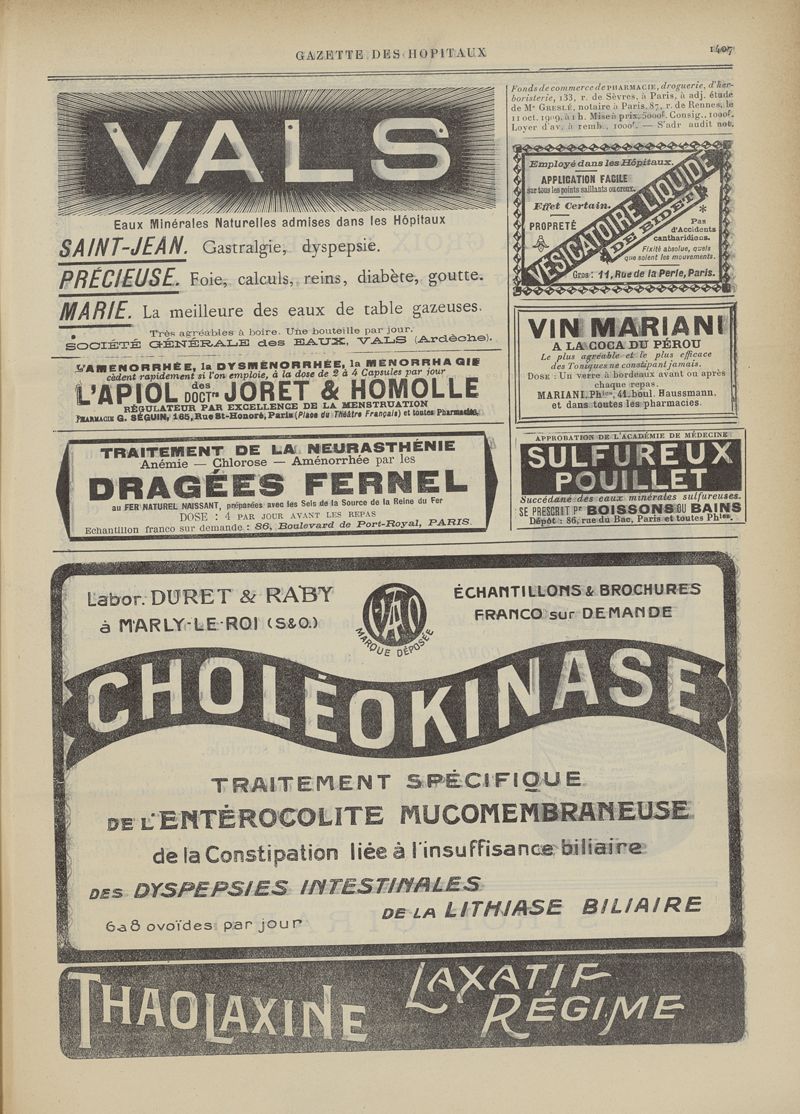 GAZETTE DES HOPITAUX
1407
VALS
Eaux Minérales Naturelles admises dans les Hôpitaux
SAINT-JEAN. Gastralgie, dyspepsie.
PRÉCIEUSE. Foie, calculs, reins, diabète, goutte.
MARIE. La meilleure des eaux de table gazeuses.
Très agréables à boire. Une bouteille par jour.
SOCIÉTÉ GÉNÉRALE des EAUX, VALS (Ardèche).
L'AMENORRHÉE, la DYSMÉNORRHÉE, la MÉNORRHAGIE
cèdent rapidement si l'on emploie, à la dose de 2 à 4 Capsules par jour
L'APIOL des DOCTrs JORET & HOMOLLE
RÉGULATEUR PAR EXCELLENCE DE LA MENSTRUATION
PHARMACIE G. SÉGUIN, 165, Rue St-Honoré, Paris (Place du Théâtre Français) et toutes Pharmacies.
TRAITEMENT DE LA NEURASTHÉNIE
Anémie — Chlorose — Aménorrhée par les
DRAGÉES FERNEL
au FER NATUREL NAISSANT, préparées avec les Sels de la Source de la Reine du Fer
DOSE : 4 PAR JOUR AVANT LES REPAS
Echantillon franco sur demande : 86, Boulevard de Port-Royal, PARIS.
Fonds de commerce de PHARMACIE, droguerie, d'her-
boristerie, 133, r. de Sèvres, à Paris, à adj. étude
de Me GRESLÉ, notaire à Paris, 87, r. de Rennes, le
11 oct. 1909, à 1 h. Mise à prix, 5000f. Consig., 1000f.
Loyer d'av. à remb., 1000f. — S'adr audit not.
Employé dans les Hôpitaux.
APPLICATION FACILE
sur tous les points saillants ou creux.
Effet Certain.
PROPRETÉ
VÉSICATOIRE LIQUIDE
DE BIDET
*
Pas
d'Accidents
cantharidiens.
Fixité absolue, quels
que soient les mouvements.
Gros : 11, Rue de la Perle, Paris.
VIN MARIANI
A LA COCA DU PÉROU
Le plus agréable et le plus efficace
des Toniques ne constipant jamais.
DOSE : Un verre à bordeaux avant ou après
chaque repas.
MARIANI, Phien, 41, boul. Haussmann,
et dans toutes les pharmacies.
APPROBATION DE L'ACADÉMIE DE MÉDECINE
SULFUREUX
POUILLET
Succédané des eaux minérales sulfureuses.
SE PRESCRIT Pr BOISSONS OU BAINS
Dépôt : 86, rue du Bac, Paris et toutes Phies.
Labor. DURET & RABY
à MARLY-LE-ROI (S&O.)
MARQUE DÉPOSÉE
ÉCHANTILLONS & BROCHURES
FRANCO sur DEMANDE
CHOLÉOKINASE
TRAITEMENT SPÉCIFIQUE
DE L'ENTÉROCOLITE MUCOMEMBRANEUSE
de la Constipation liée à l'insuffisance biliaire
DES DYSPEPSIES INTESTINALES
DE LA LITHIASE BILIAIRE
6 à 8 ovoïdes par jour
THAOLAXINE
LAXATIF
RÉGIME